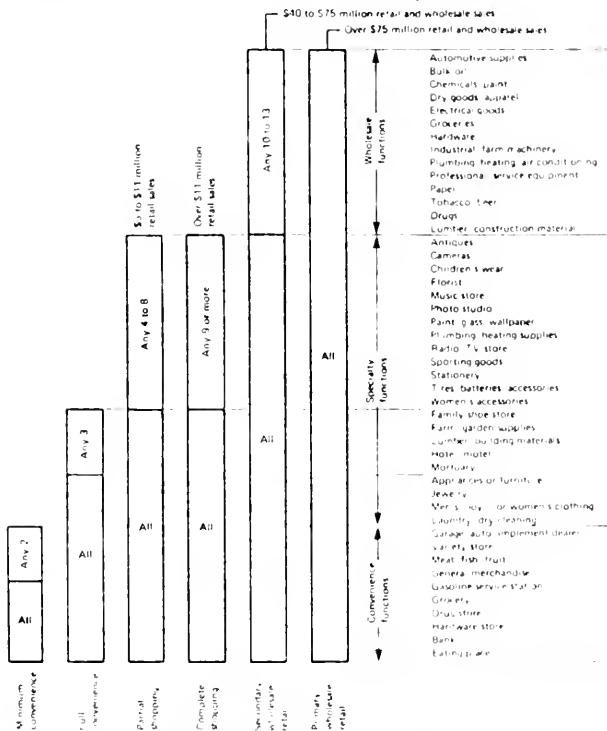 $40 to $75 million retail and wholesale sales
Over $75 million retail and wholesale sales
$5 to $11 million
retail sales
Over $11 million
retail sales
Any 2
All
Any 3
All
Any 4 to 8
All
Any 9 or more
All
Any 10 to 13
All
All
Wholesale
functions
Specialty
functions
Convenience
functions
Automotive supplies
Bulk oil
Chemicals paint
Dry goods apparel
Electrical goods
Groceries
Hardware
Industrial farm machinery
Plumbing heating air conditioning
Professional service equipment
Paper
Tobacco beer
Drugs
Lumber construction material
Antiques
Cameras
Children's wear
Florist
Music store
Photo studio
Paint glass wallpaper
Plumbing heating supplies
Radio TV store
Sporting goods
Stationery
Tires batteries accessories
Women's accessories
Family shoe store
Farm garden supplies
Lumber building materials
Hotel motel
Mortuary
Appliances or furniture
Jewelry
Men's boy's or women's clothing
Laundry dry cleaning
Garage auto implement dealer
Variety store
Meat fish fruit
General merchandise
Gasoline service station
Grocery
Drug store
Hardware store
Bank
Eating place
Minimum
convenience
Full
convenience
Partial
shopping
Complete
shopping
Secondary
wholesale
retail
Primary
wholesale
retail